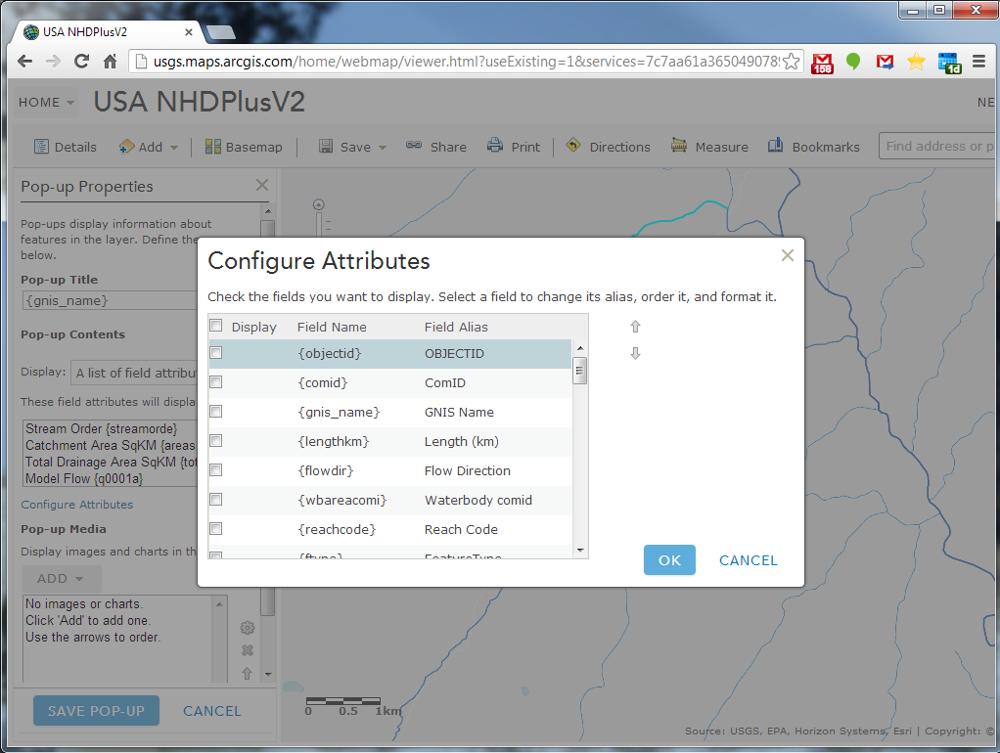 USA NHDPlusV2
usgs.maps.arcgis.com/home/webmap/viewer.html?useExisting=1&services=7c7aa61a365049078
158
1d
HOME
USA NHDPlusV2
NE
Details
Add
Basemap
Save
Share
Print
Directions
Measure
Bookmarks
Find address or p
Pop-up Properties
Pop-ups display information about
features in the layer. Define the
below.
Pop-up Title
{gnis_name}
Pop-up Contents
Display: A list of field attribu
These field attributes will displa
Stream Order {streamorde}
Catchment Area SqKM {areas
Total Drainage Area SqKM {tot
Model Flow {q0001a}
Configure Attributes
Pop-up Media
Display images and charts in th
ADD
No images or charts.
Click 'Add' to add one.
Use the arrows to order.
SAVE POP-UP
CANCEL
Configure Attributes
Check the fields you want to display. Select a field to change its alias, order it, and format it.
Display Field Name Field Alias
{objectid} OBJECTID
{comid} ComID
{gnis_name} GNIS Name
{lengthkm} Length (km)
{flowdir} Flow Direction
{wbareacomi} Waterbody comid
{reachcode} Reach Code
{ftype} FeatureType
OK
CANCEL
0 0.5 1km
Source: USGS, EPA, Horizon Systems, Esri | Copyright: ©